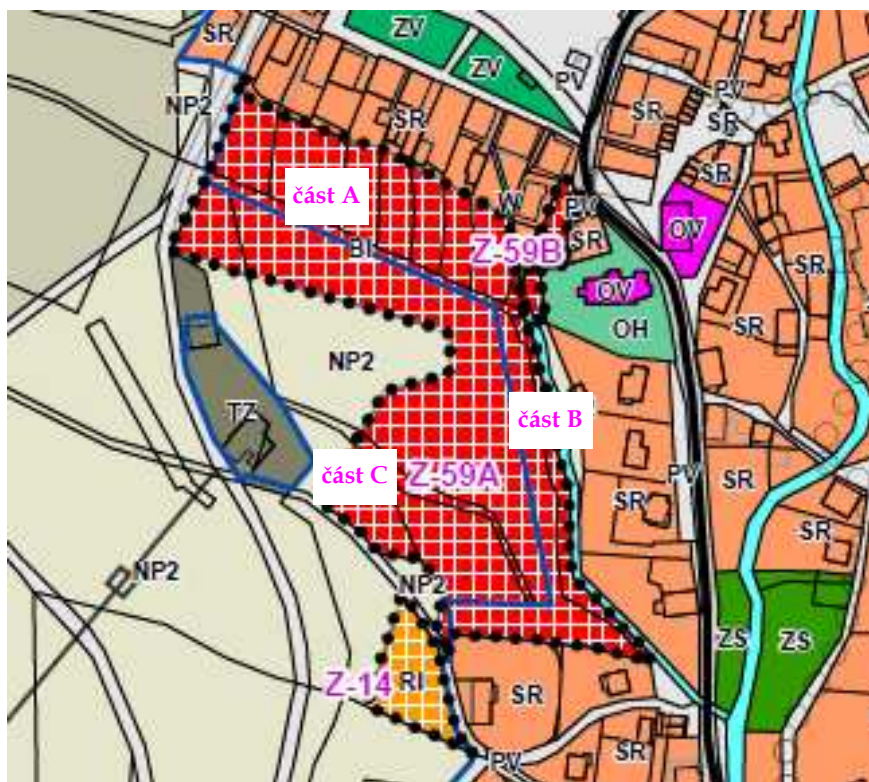 SR
ZV
ZV
PV
NP2
SR
SR
PV
SR
SR
část A
W
PV
SR
OV
BI
Z-59B
SR
OV
OH
SR
NP2
TZ
část B
část C
Z-59A
PV
SR
SR
SR
NP2
NP2
ZS
ZS
Z-14
RI
SR
PV
SR